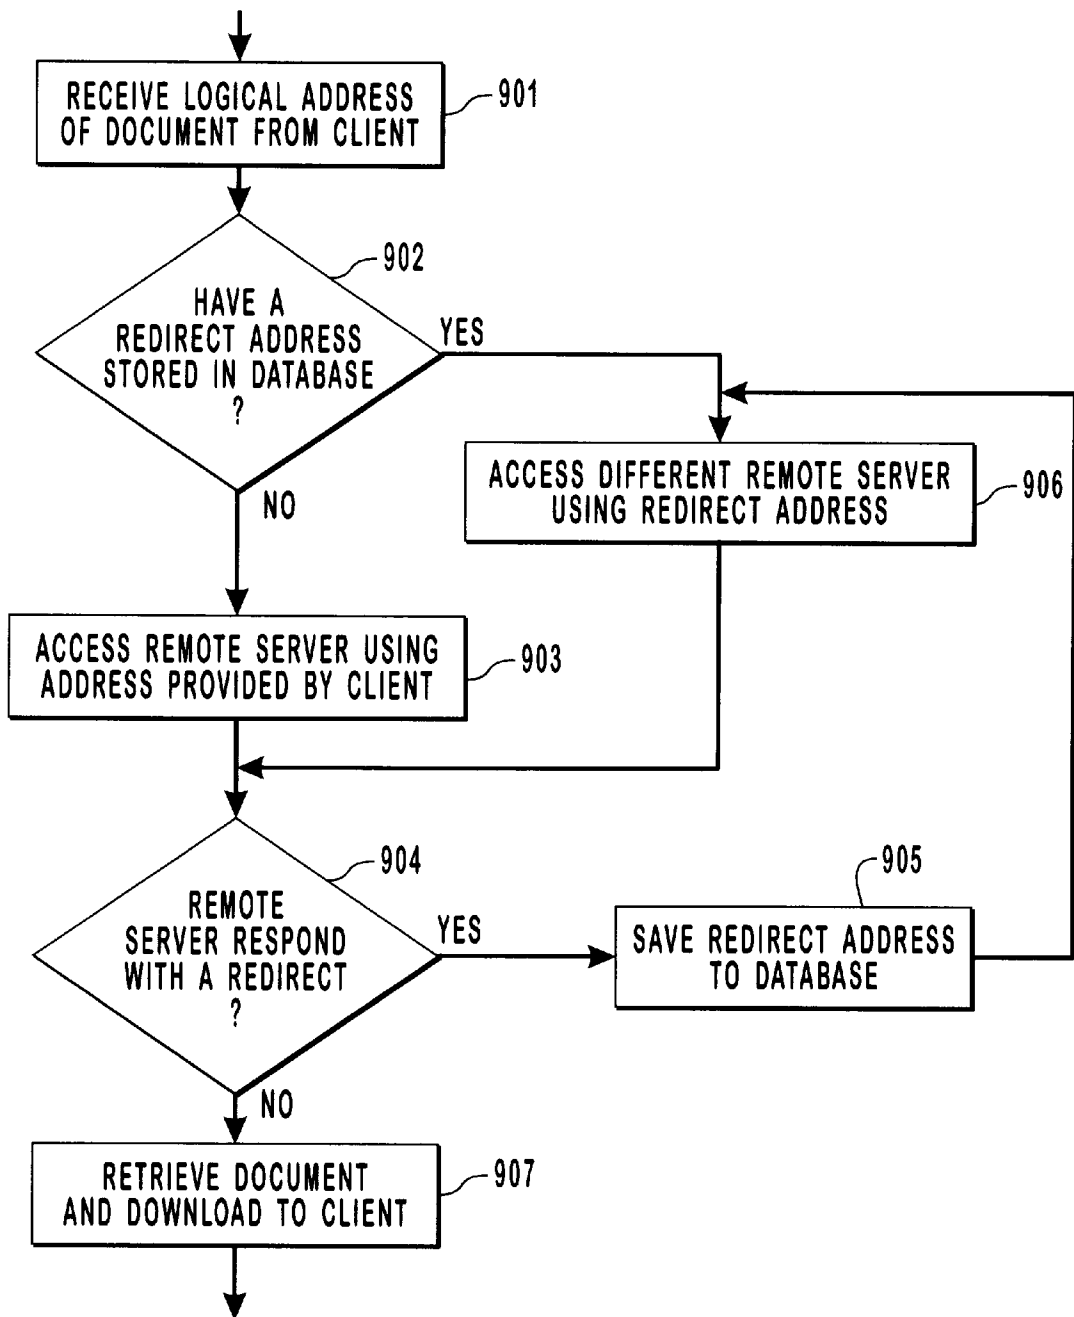 RECEIVE LOGICAL ADDRESS
OF DOCUMENT FROM CLIENT
901
902
HAVE A
REDIRECT ADDRESS
STORED IN DATABASE
?
YES
NO
ACCESS DIFFERENT REMOTE SERVER
USING REDIRECT ADDRESS
906
ACCESS REMOTE SERVER USING
ADDRESS PROVIDED BY CLIENT
903
904
REMOTE
SERVER RESPOND
WITH A REDIRECT
?
YES
NO
905
SAVE REDIRECT ADDRESS
TO DATABASE
RETRIEVE DOCUMENT
AND DOWNLOAD TO CLIENT
907